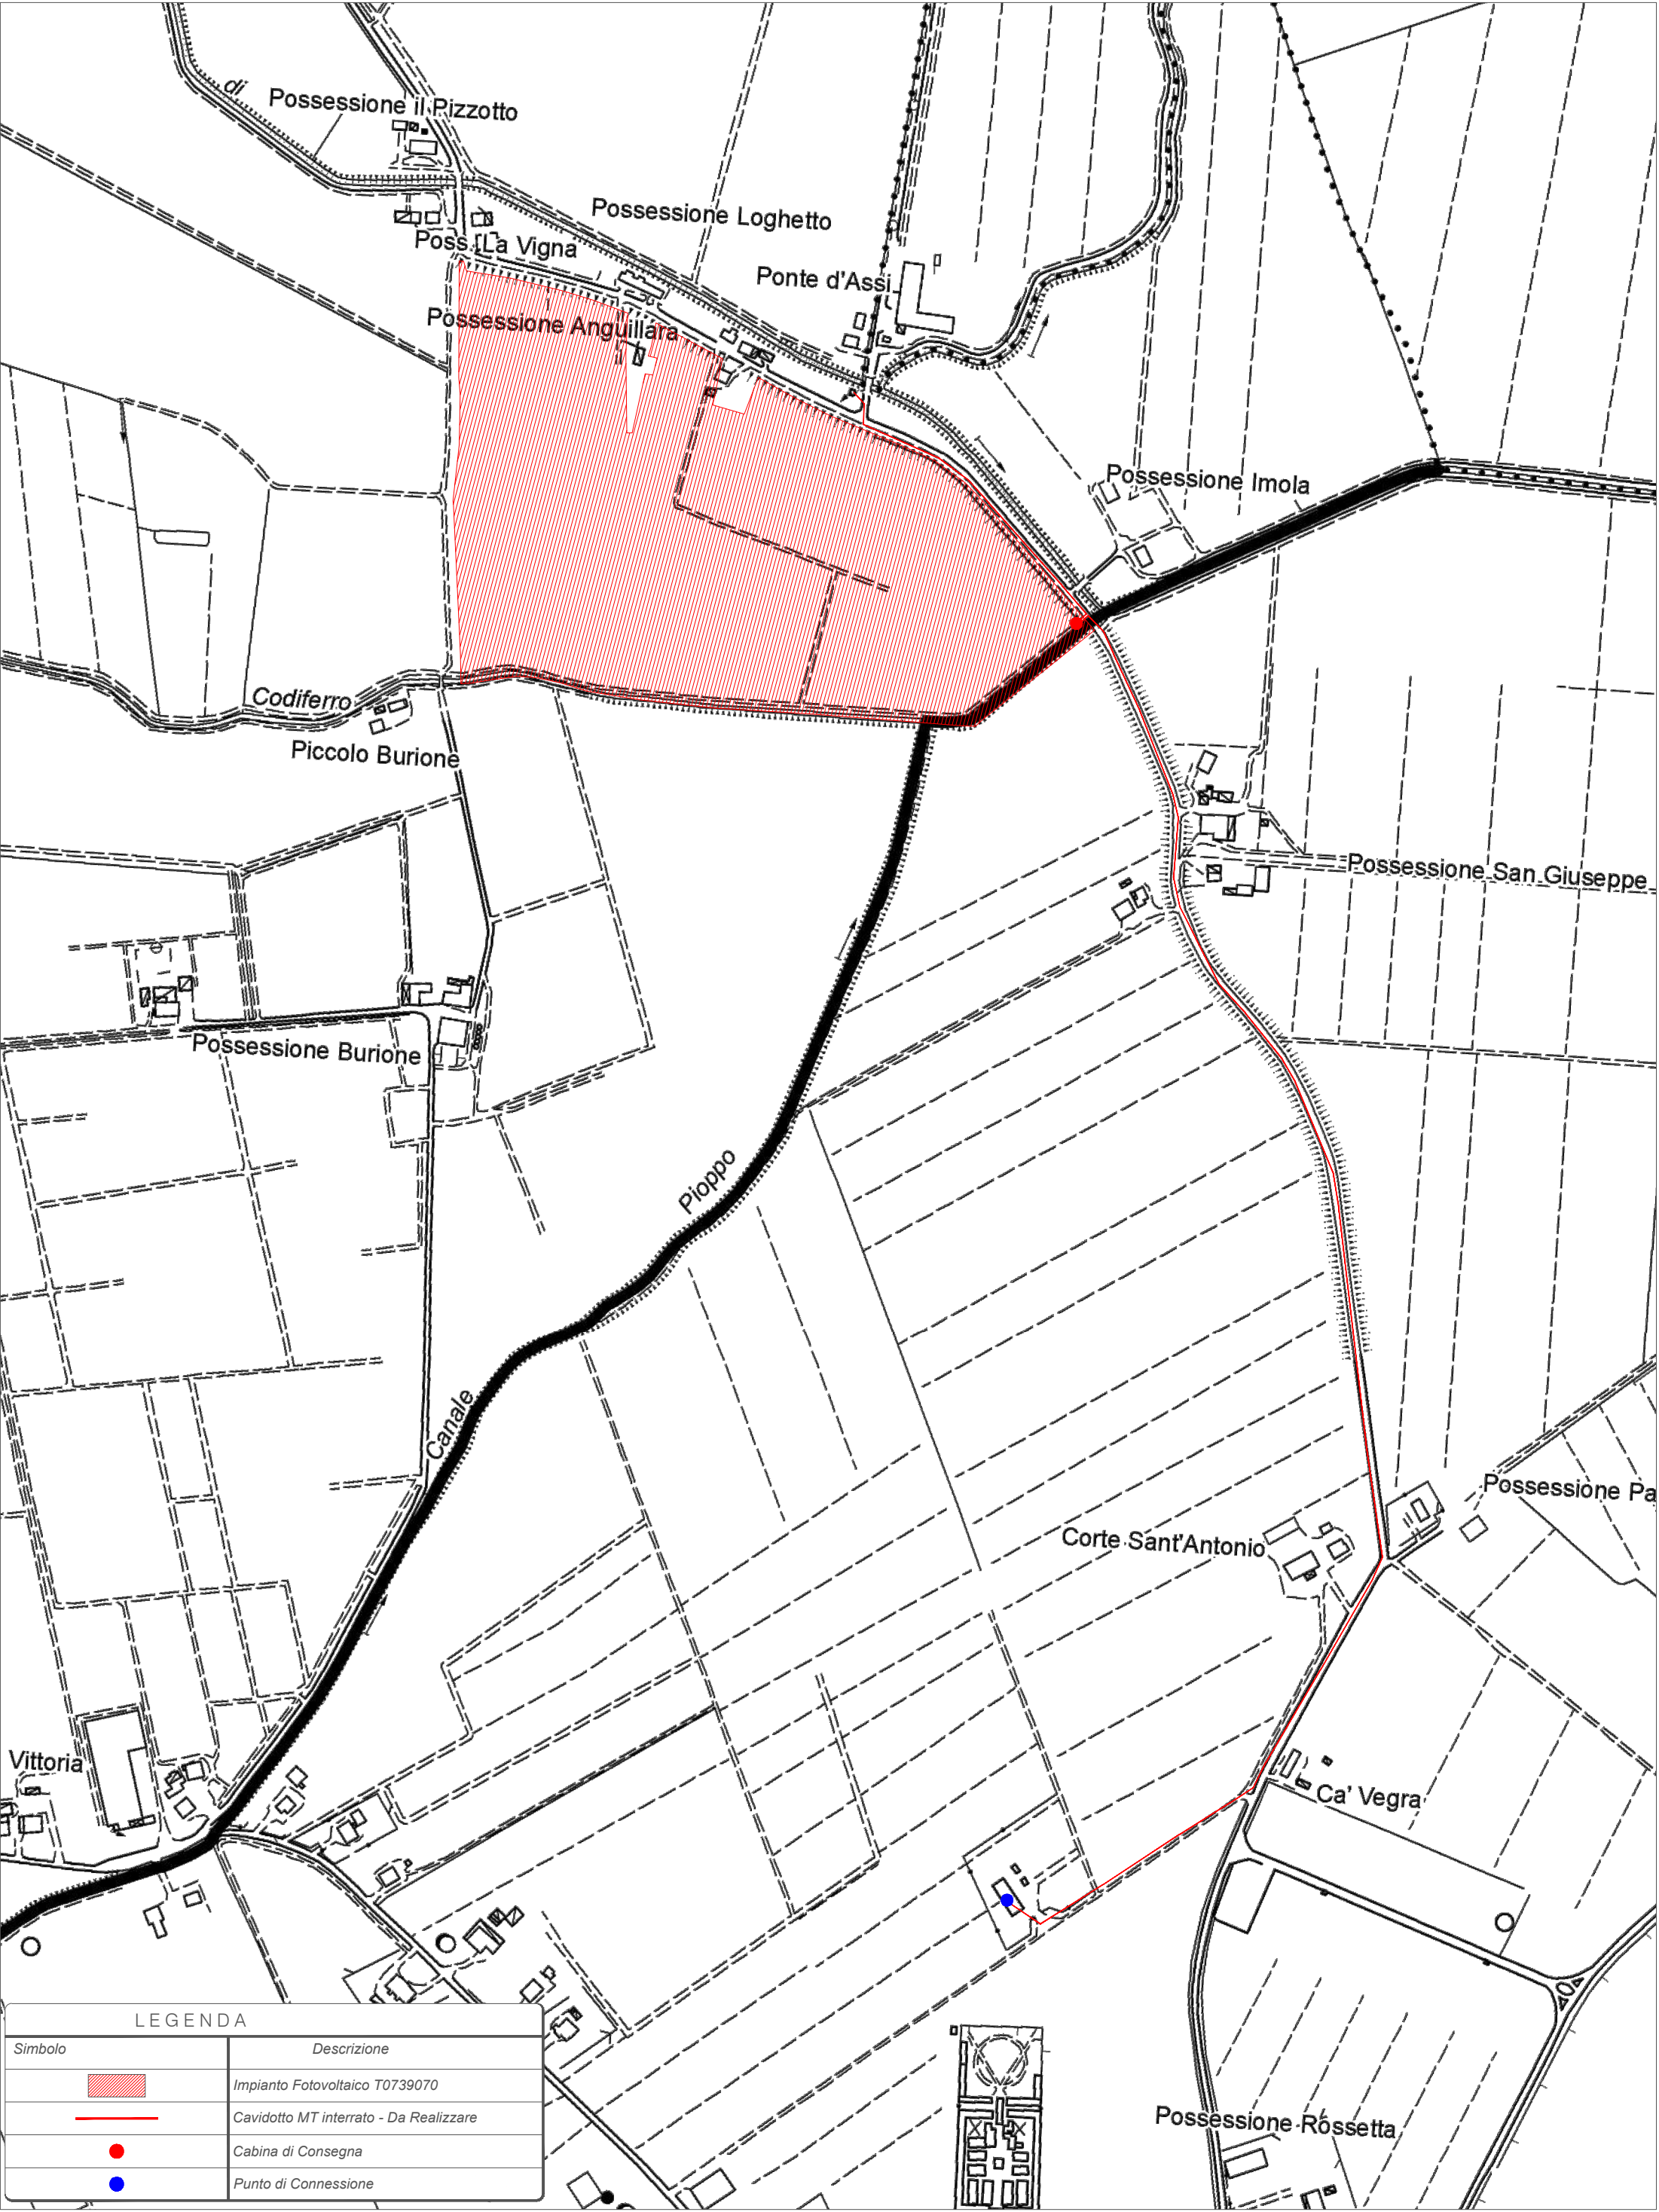 di
Possessione il Pizzotto
Possessione Loghetto
Poss. La Vigna
Ponte d'Assi
Possessione Anguillara
Possessione Imola
Codiferro
Piccolo Burione
Possessione San Giuseppe
Possessione Burione
Pioppo
Canale
Possessione Pa
Corte Sant'Antonio
Vittoria
Ca' Vegra
Possessione Rossetta
LEGENDA
Simbolo Descrizione
Impianto Fotovoltaico T0739070
Cavidotto MT interrato - Da Realizzare
Cabina di Consegna
Punto di Connessione